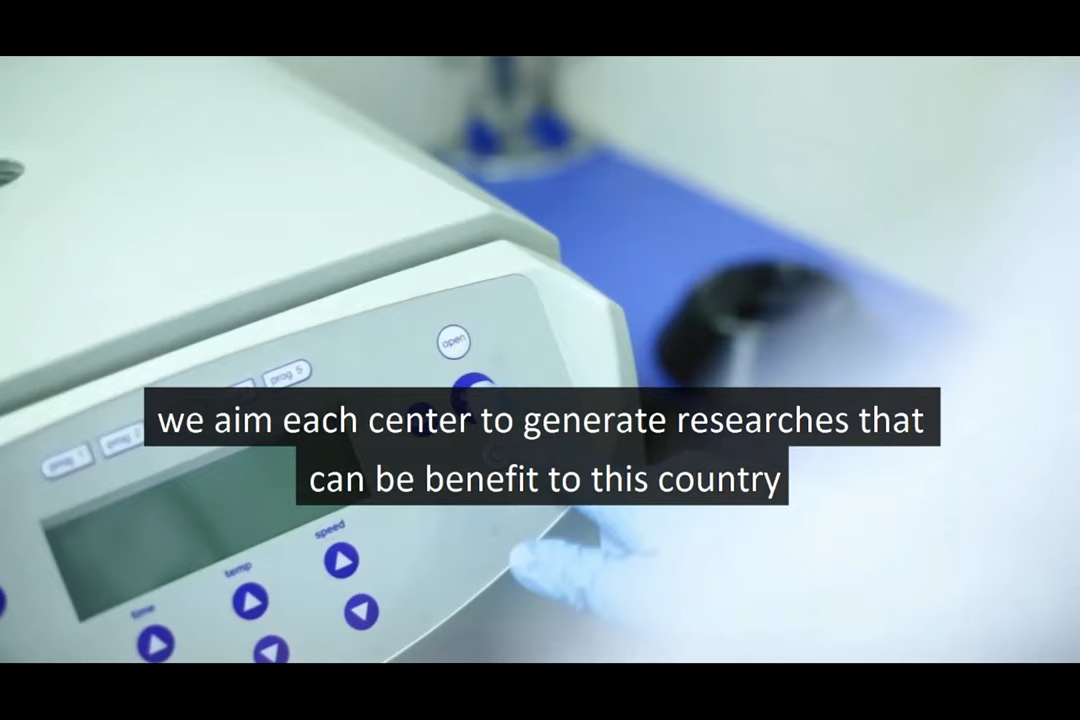 open
prog 5
prog 1
prog
we aim each center to generate researches that
can be benefit to this country
speed
temp
time